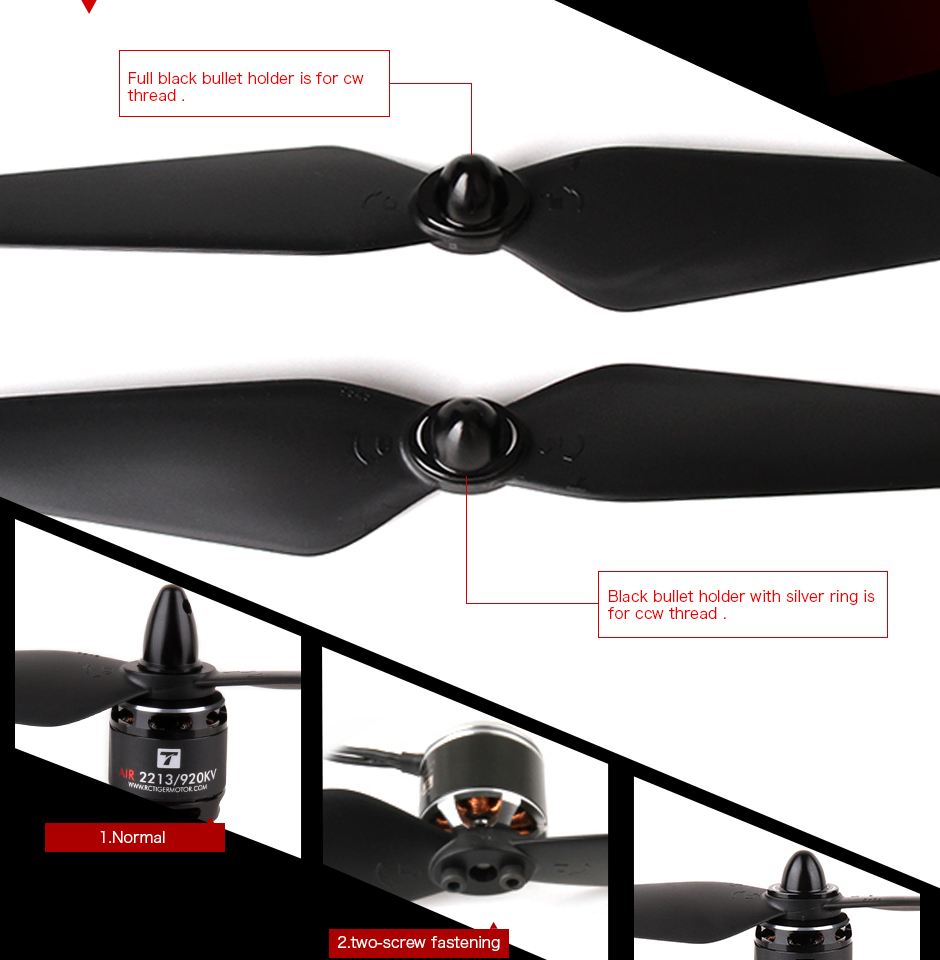 Full black bullet holder is for cw
thread .
Black bullet holder with silver ring is
for ccw thread .
T
AIR 2213/920KV
WWW.RCTIGERMOTOR.COM
1.Normal
2.two-screw fastening